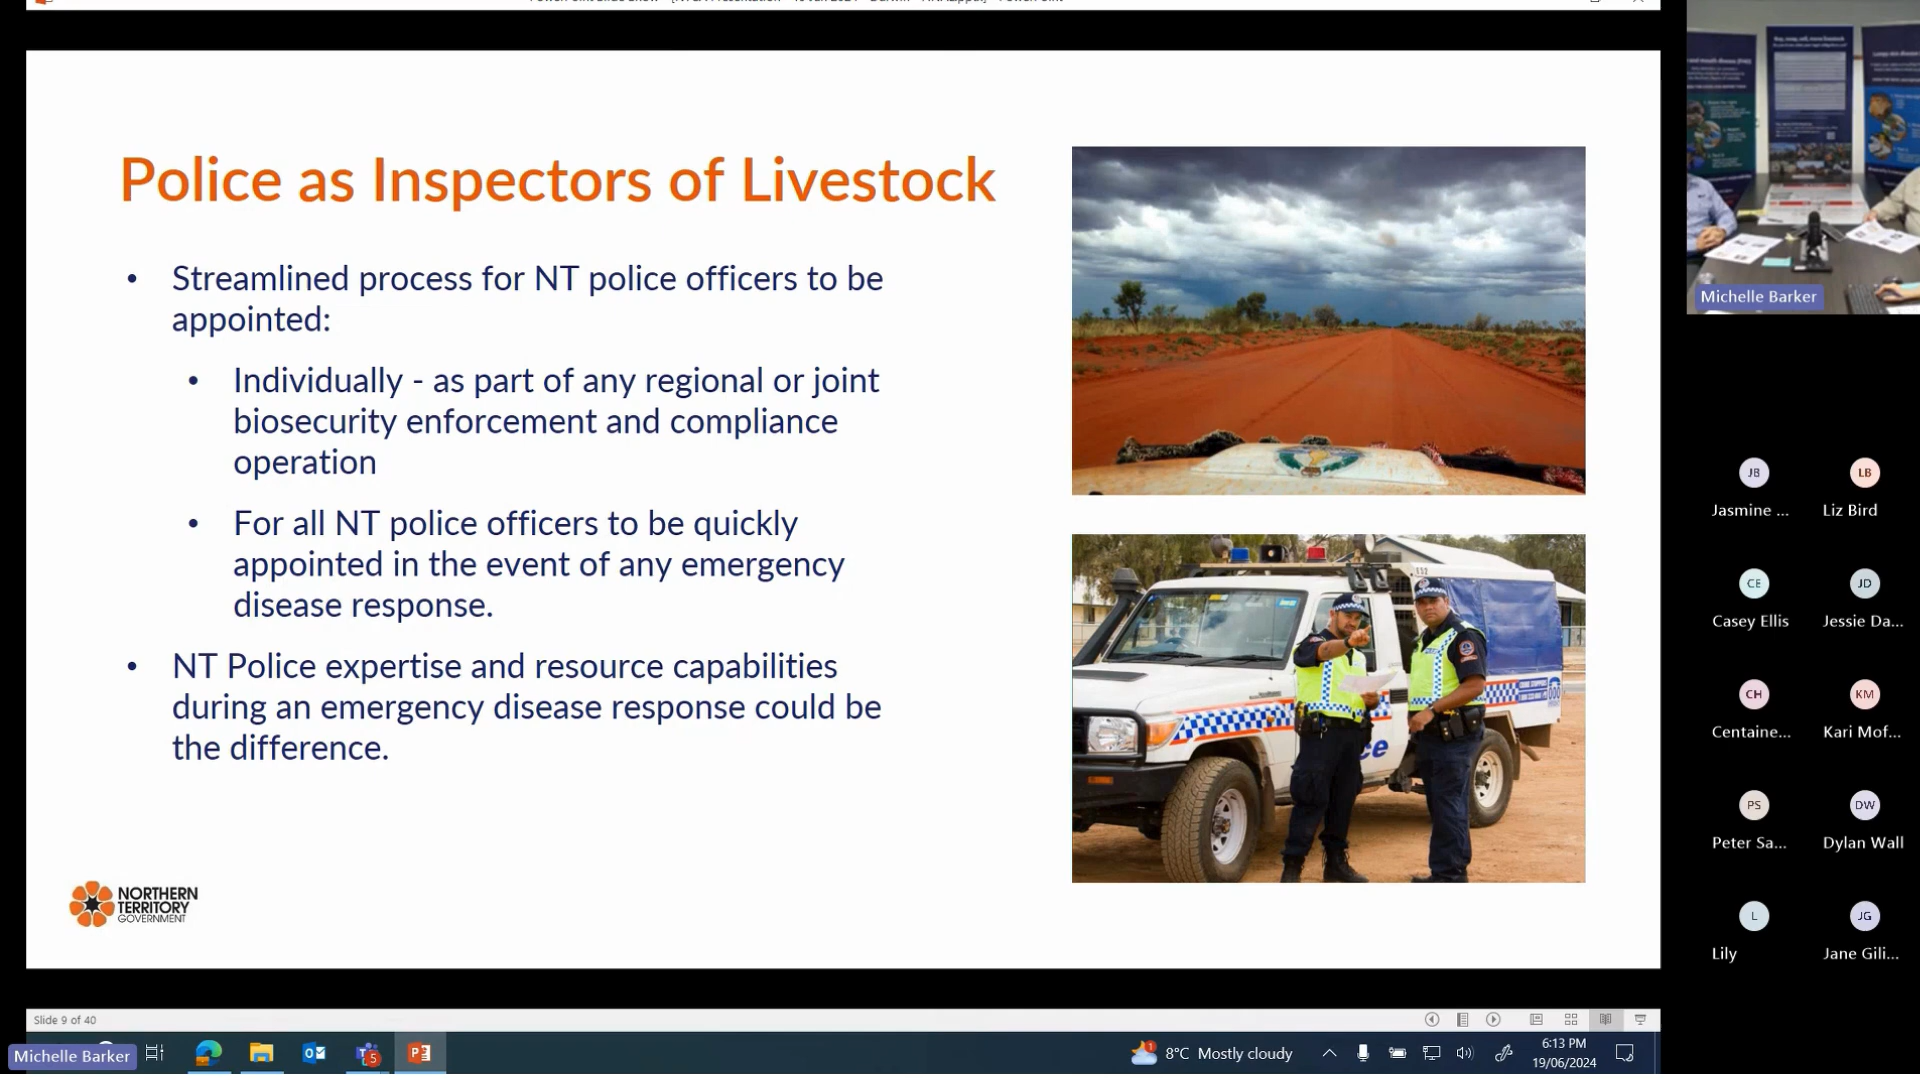 Police as Inspectors of Livestock
• Streamlined process for NT police officers to be
appointed:
• Individually - as part of any regional or joint
biosecurity enforcement and compliance
operation
• For all NT police officers to be quickly
appointed in the event of any emergency
disease response.
• NT Police expertise and resource capabilities
during an emergency disease response could be
the difference.
NORTHERN
TERRITORY
GOVERNMENT
Slide 9 of 40
Michelle Barker
8°C Mostly cloudy
6:13 PM
19/06/2024
Michelle Barker
JB
LB
Jasmine ...
Liz Bird
CE
JD
Casey Ellis
Jessie Da...
CH
KM
Centaine...
Kari Mof...
PS
DW
Peter Sa...
Dylan Wall
L
JG
Lily
Jane Gili...